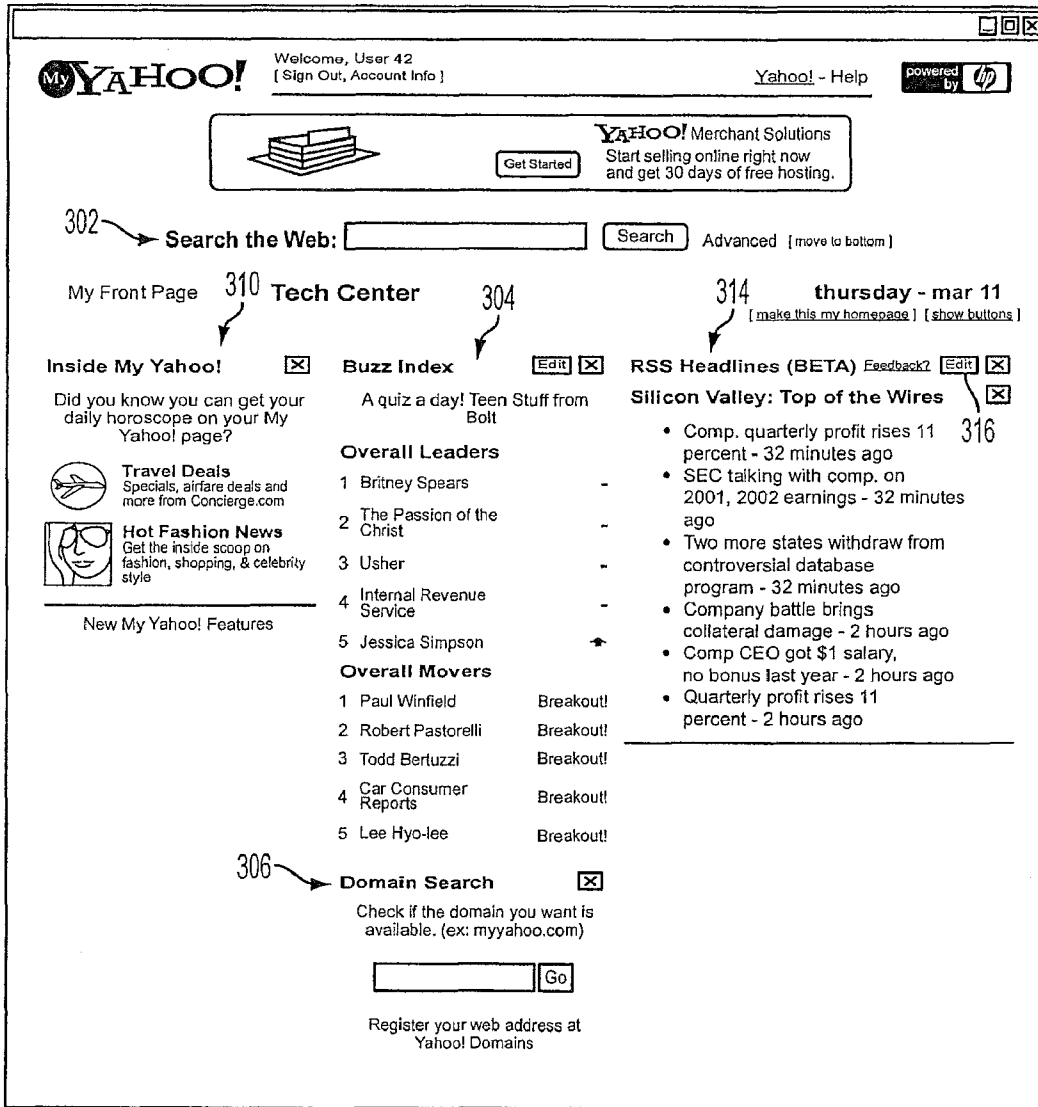 My YAHOO!
Welcome, User 42
[ Sign Out, Account Info ]
Yahoo! - Help
powered by hp
YAHOO! Merchant Solutions
Get Started
Start selling online right now
and get 30 days of free hosting.
302
Search the Web:
Search
Advanced [ move to bottom ]
My Front Page
310
Tech Center
304
314
thursday - mar 11
[ make this my homepage ] [ show buttons ]
Inside My Yahoo!
Did you know you can get your
daily horoscope on your My
Yahoo! page?
Travel Deals
Specials, airfare deals and
more from Concierge.com
Hot Fashion News
Get the inside scoop on
fashion, shopping, & celebrity
style
New My Yahoo! Features
Buzz Index Edit
A quiz a day! Teen Stuff from
Bolt
Overall Leaders
1 Britney Spears -
2 The Passion of the
Christ -
3 Usher -
4 Internal Revenue
Service -
5 Jessica Simpson
Overall Movers
1 Paul Winfield Breakout!
2 Robert Pastorelli Breakout!
3 Todd Bertuzzi Breakout!
4 Car Consumer
Reports Breakout!
5 Lee Hyo-lee Breakout!
306
Domain Search
Check if the domain you want is
available. (ex: myyahoo.com)
Go
Register your web address at
Yahoo! Domains
RSS Headlines (BETA) Feedback? Edit
316
Silicon Valley: Top of the Wires
• Comp. quarterly profit rises 11
percent - 32 minutes ago
• SEC talking with comp. on
2001, 2002 earnings - 32 minutes
ago
• Two more states withdraw from
controversial database
program - 32 minutes ago
• Company battle brings
collateral damage - 2 hours ago
• Comp CEO got $1 salary,
no bonus last year - 2 hours ago
• Quarterly profit rises 11
percent - 2 hours ago